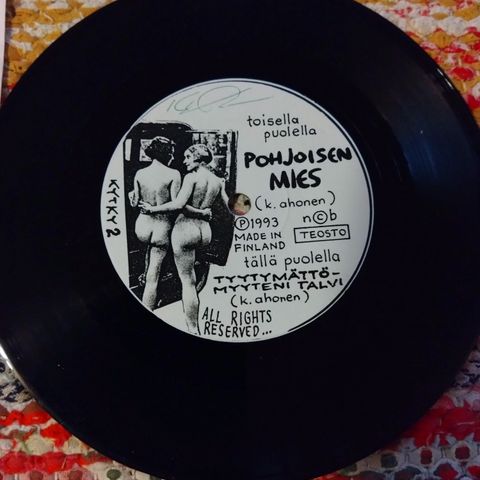 toisella
puolella
POHJOISEN
MIES
(k. ahonen)
℗1993 n©b
MADE IN TEOSTO
FINLAND
tällä puolella
TYYTYMÄTTÖ-
MYYTENI TALVI
(k. ahonen)
ALL RIGHTS
RESERVED...
KYTKY 2